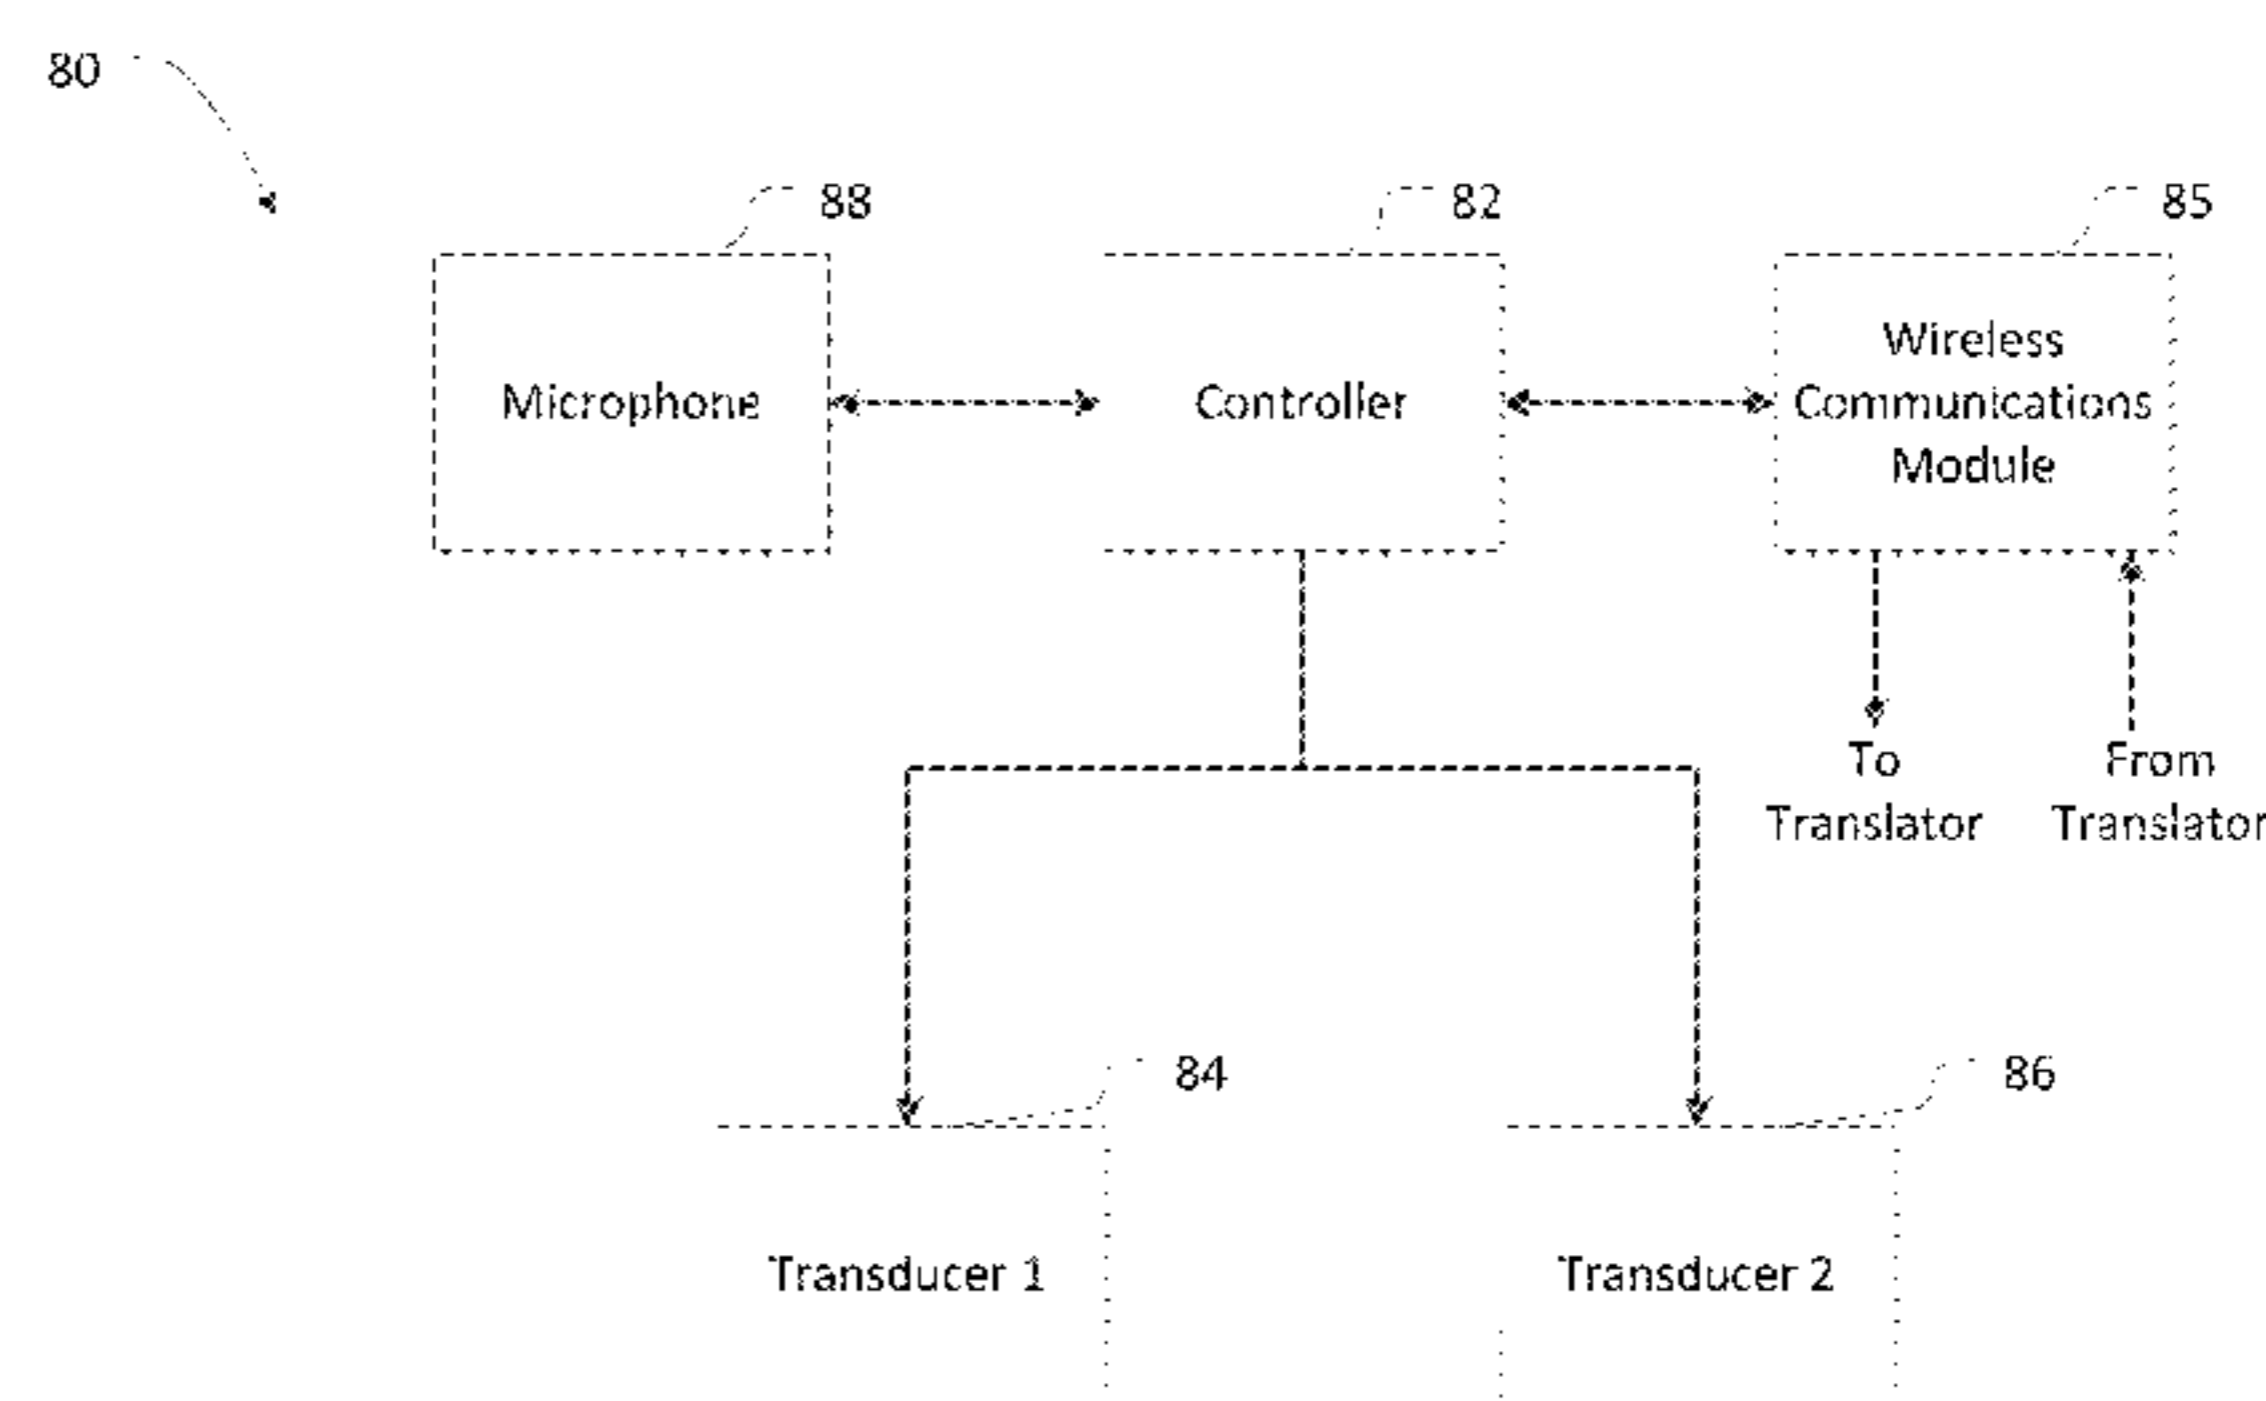 80
88
82
85
Microphone
Controller
Wireless
Communications
Module
To
Translator
From
Translator
84
86
Transducer 1
Transducer 2